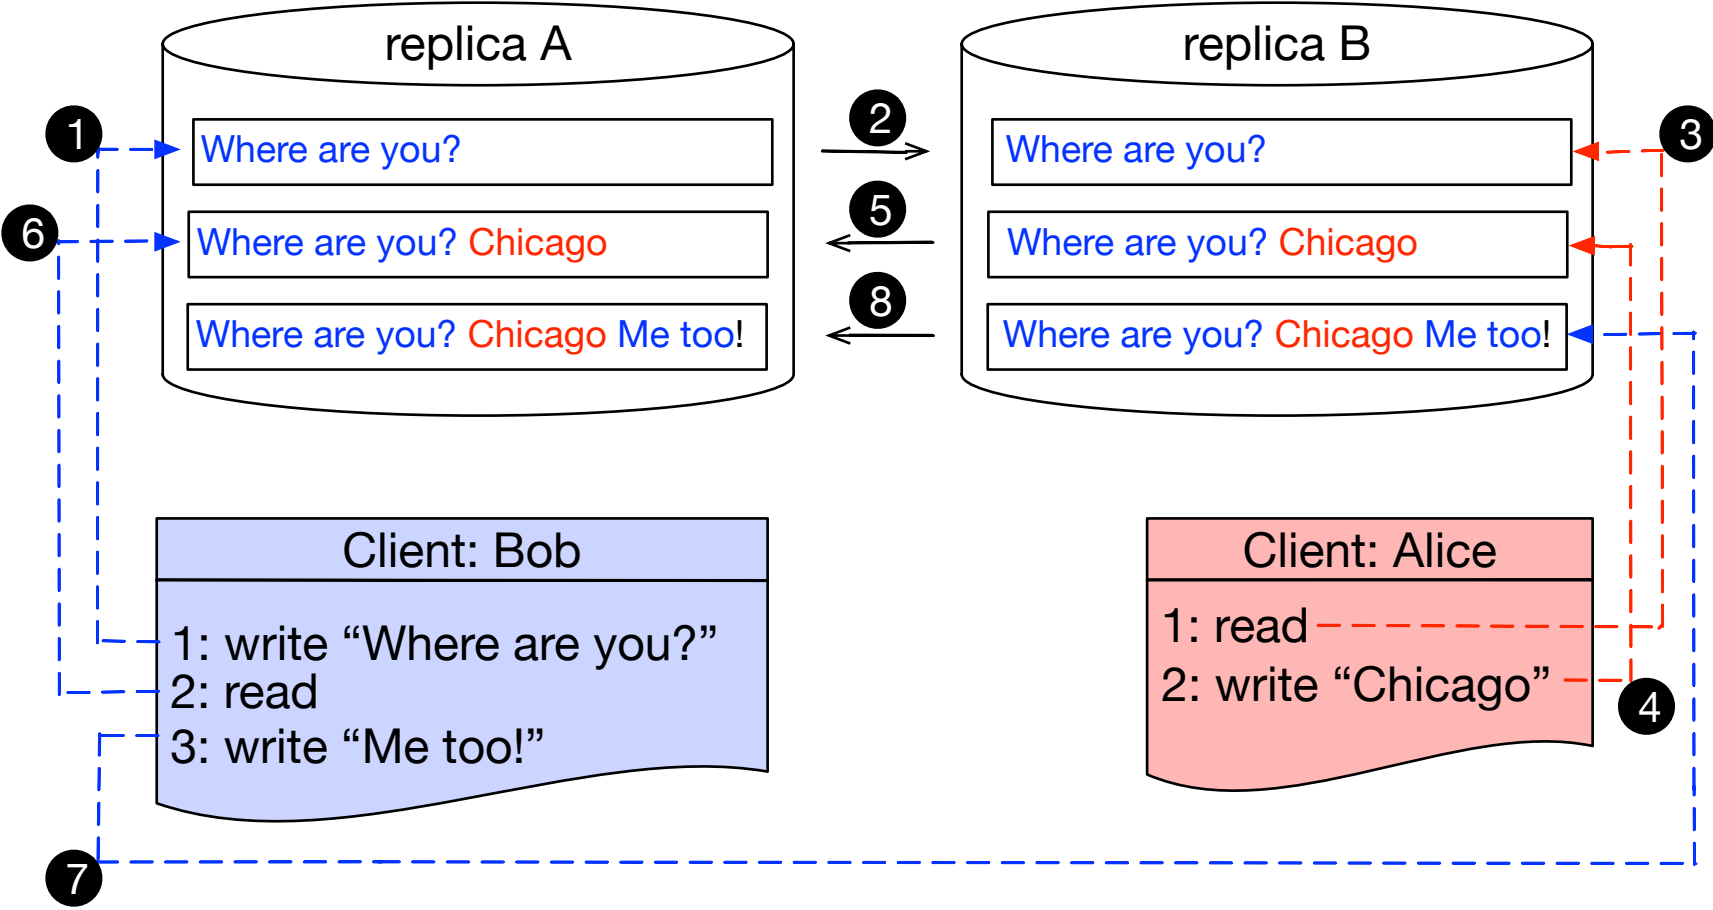 replica A
replica B
1
Where are you?
2
Where are you?
3
6
Where are you? Chicago
5
Where are you? Chicago
Where are you? Chicago Me too!
8
Where are you? Chicago Me too!
Client: Bob
1: write “Where are you?”
2: read
3: write “Me too!”
Client: Alice
1: read
2: write “Chicago”
4
7